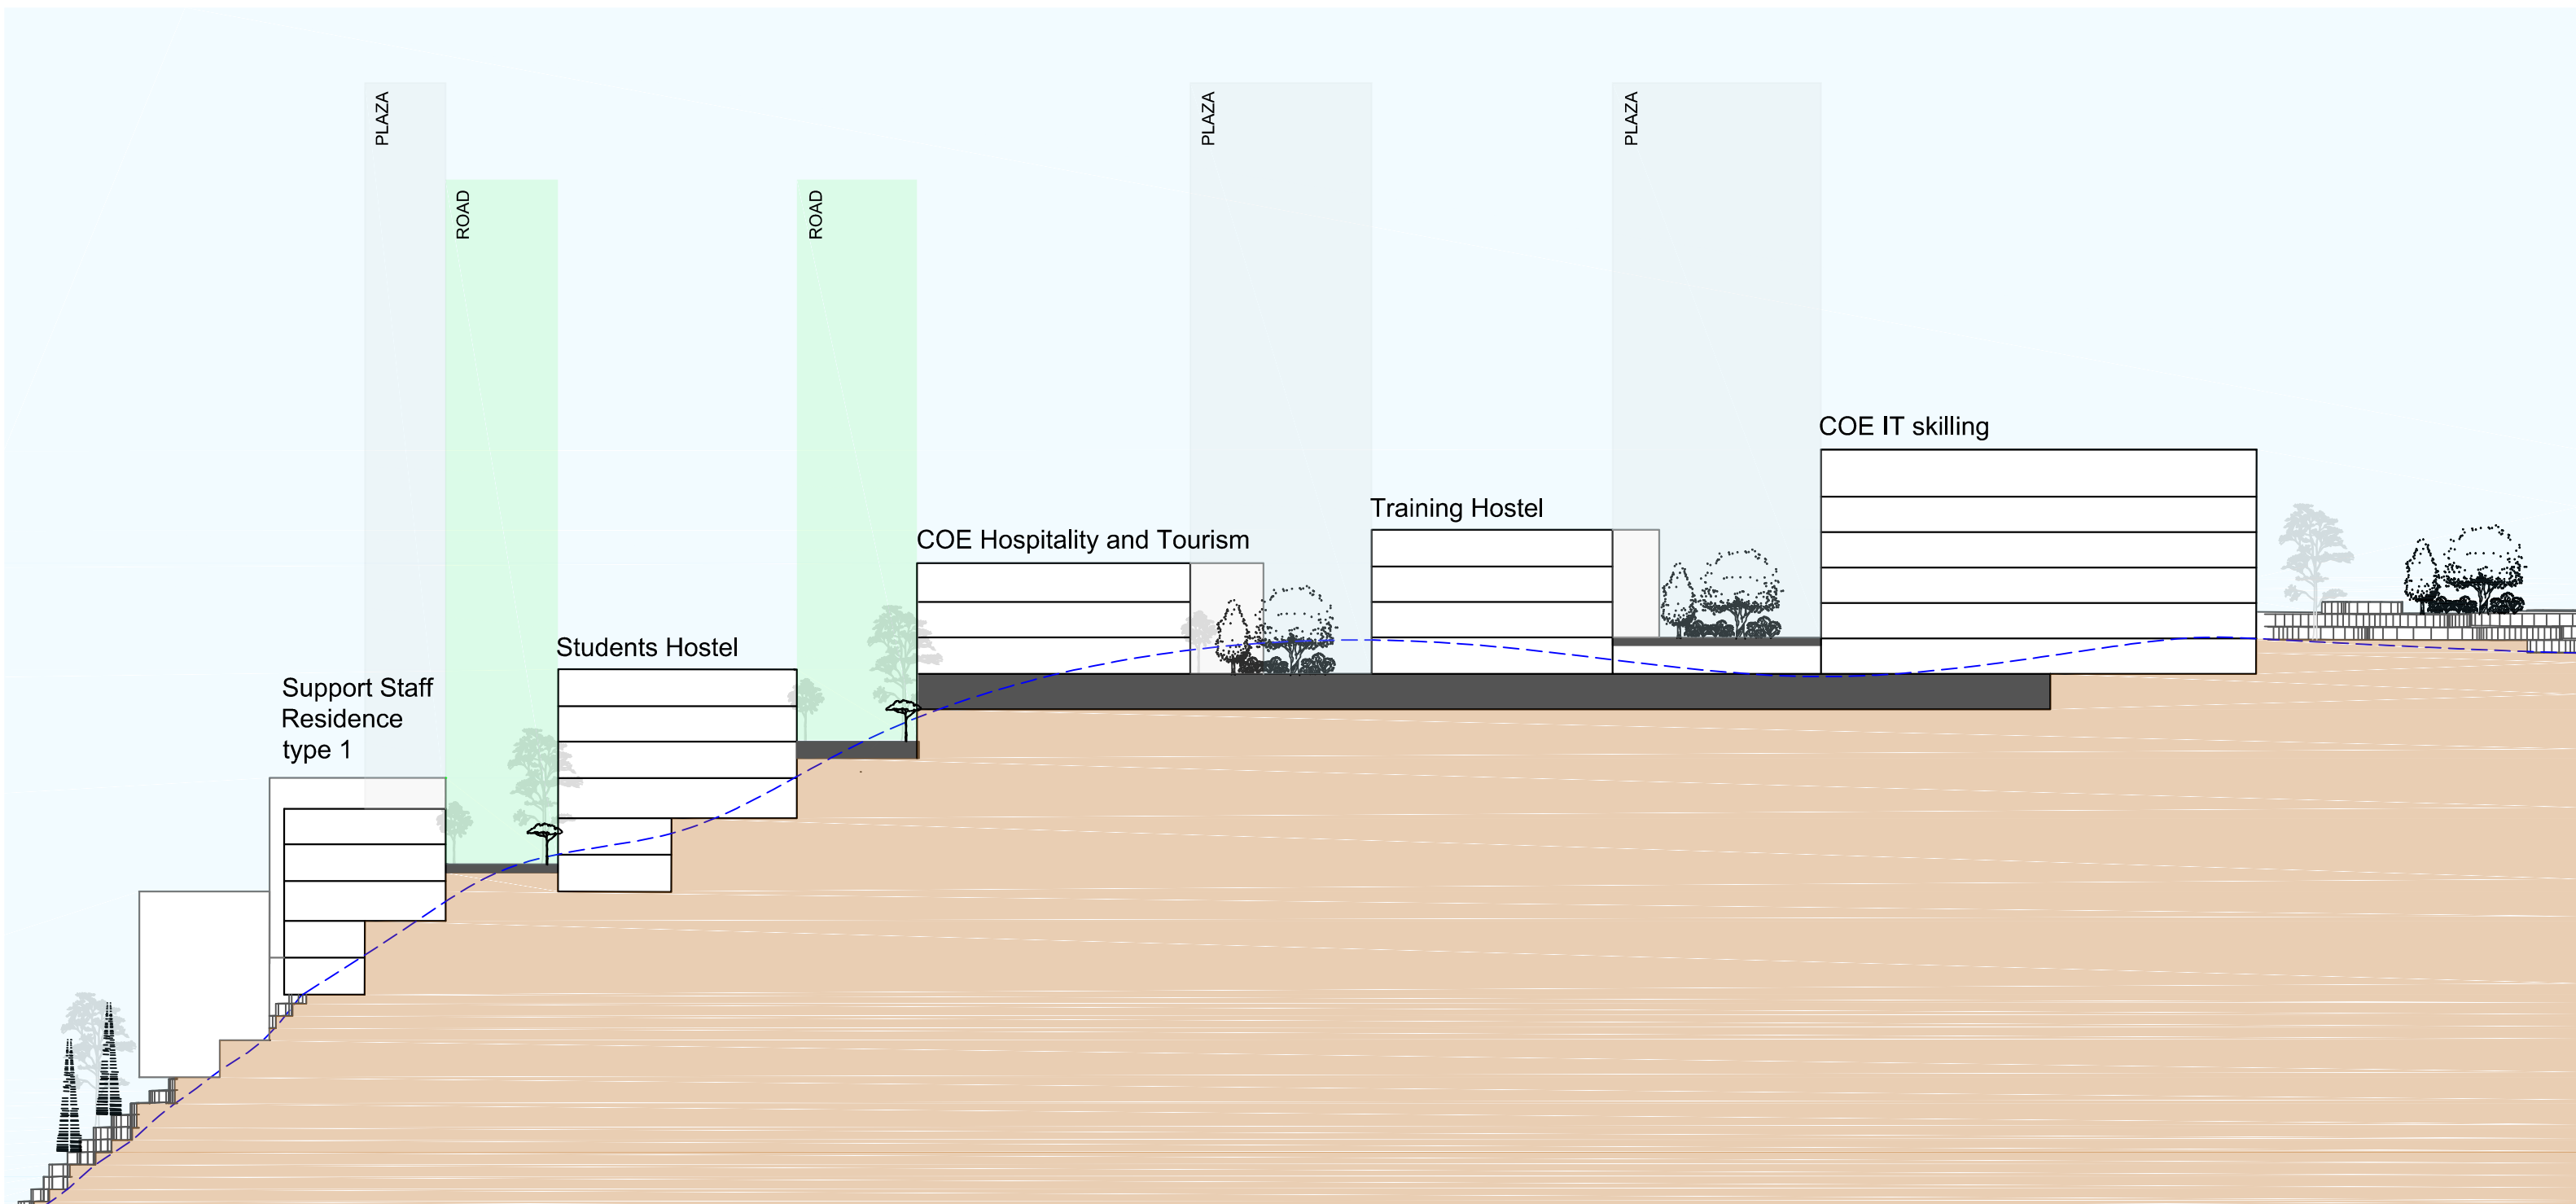 PLAZA
PLAZA
PLAZA
ROAD
ROAD
COE IT skilling
Training Hostel
COE Hospitality and Tourism
Students Hostel
Support Staff
Residence
type 1